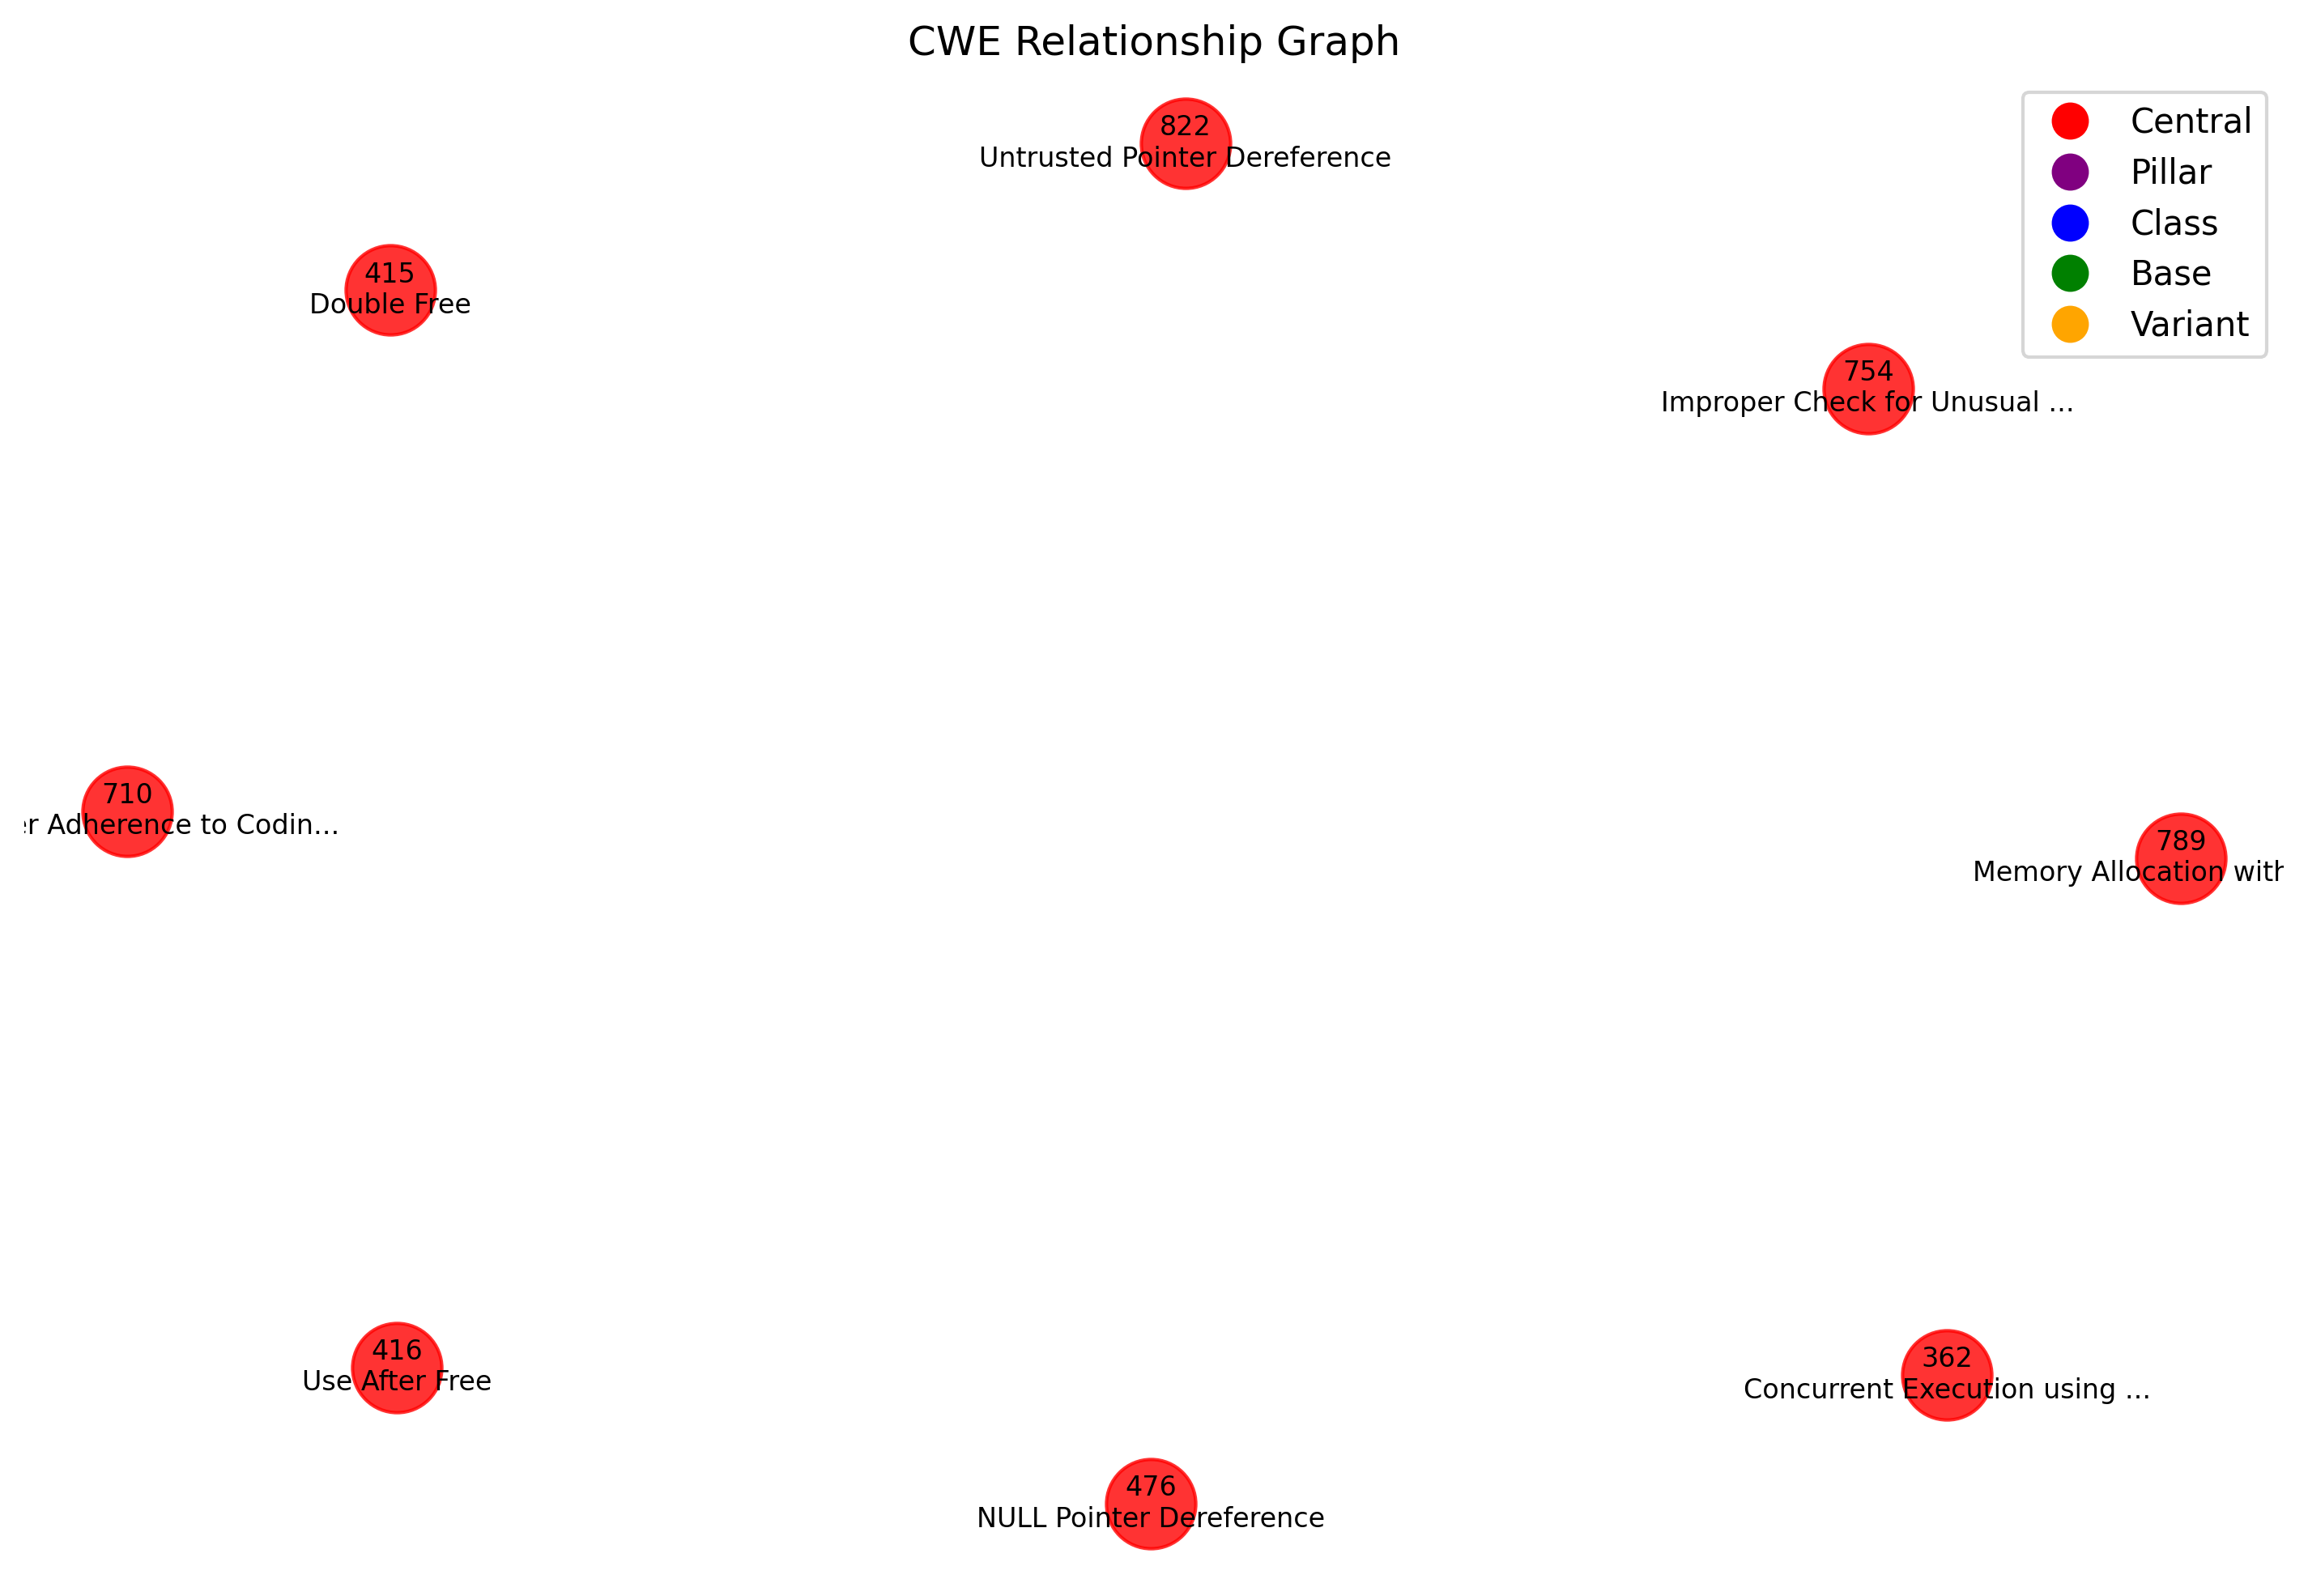 CWE Relationship Graph
822
Untrusted Pointer Dereference
Central
Pillar
Class
Base
Variant
415
Double Free
754
Improper Check for Unusual ...
710
er Adherence to Codin...
789
Memory Allocation with
416
Use After Free
362
Concurrent Execution using ...
476
NULL Pointer Dereference